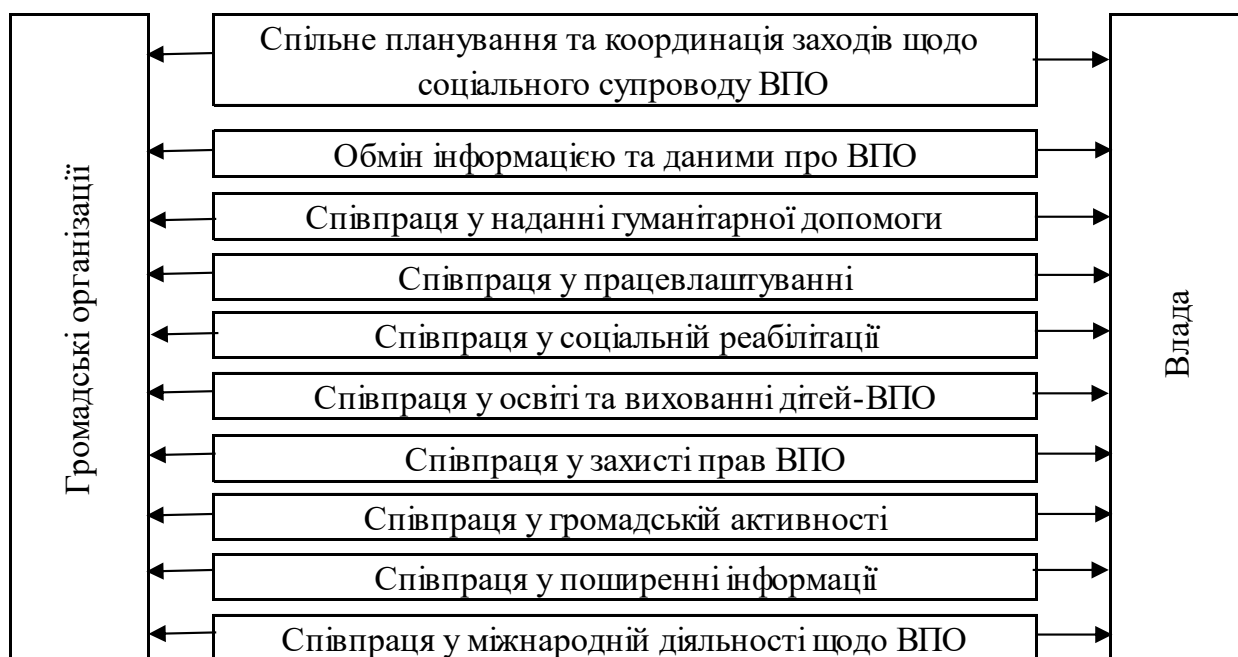 Громадські організації
Спільне планування та координація заходів щодо
соціального супроводу ВПО
Обмін інформацією та даними про ВПО
Співпраця у наданні гуманітарної допомоги
Співпраця у працевлаштуванні
Співпраця у соціальній реабілітації
Співпраця у освіті та вихованні дітей-ВПО
Співпраця у захисті прав ВПО
Співпраця у громадській активності
Співпраця у поширенні інформації
Співпраця у міжнародній діяльності щодо ВПО
Влада